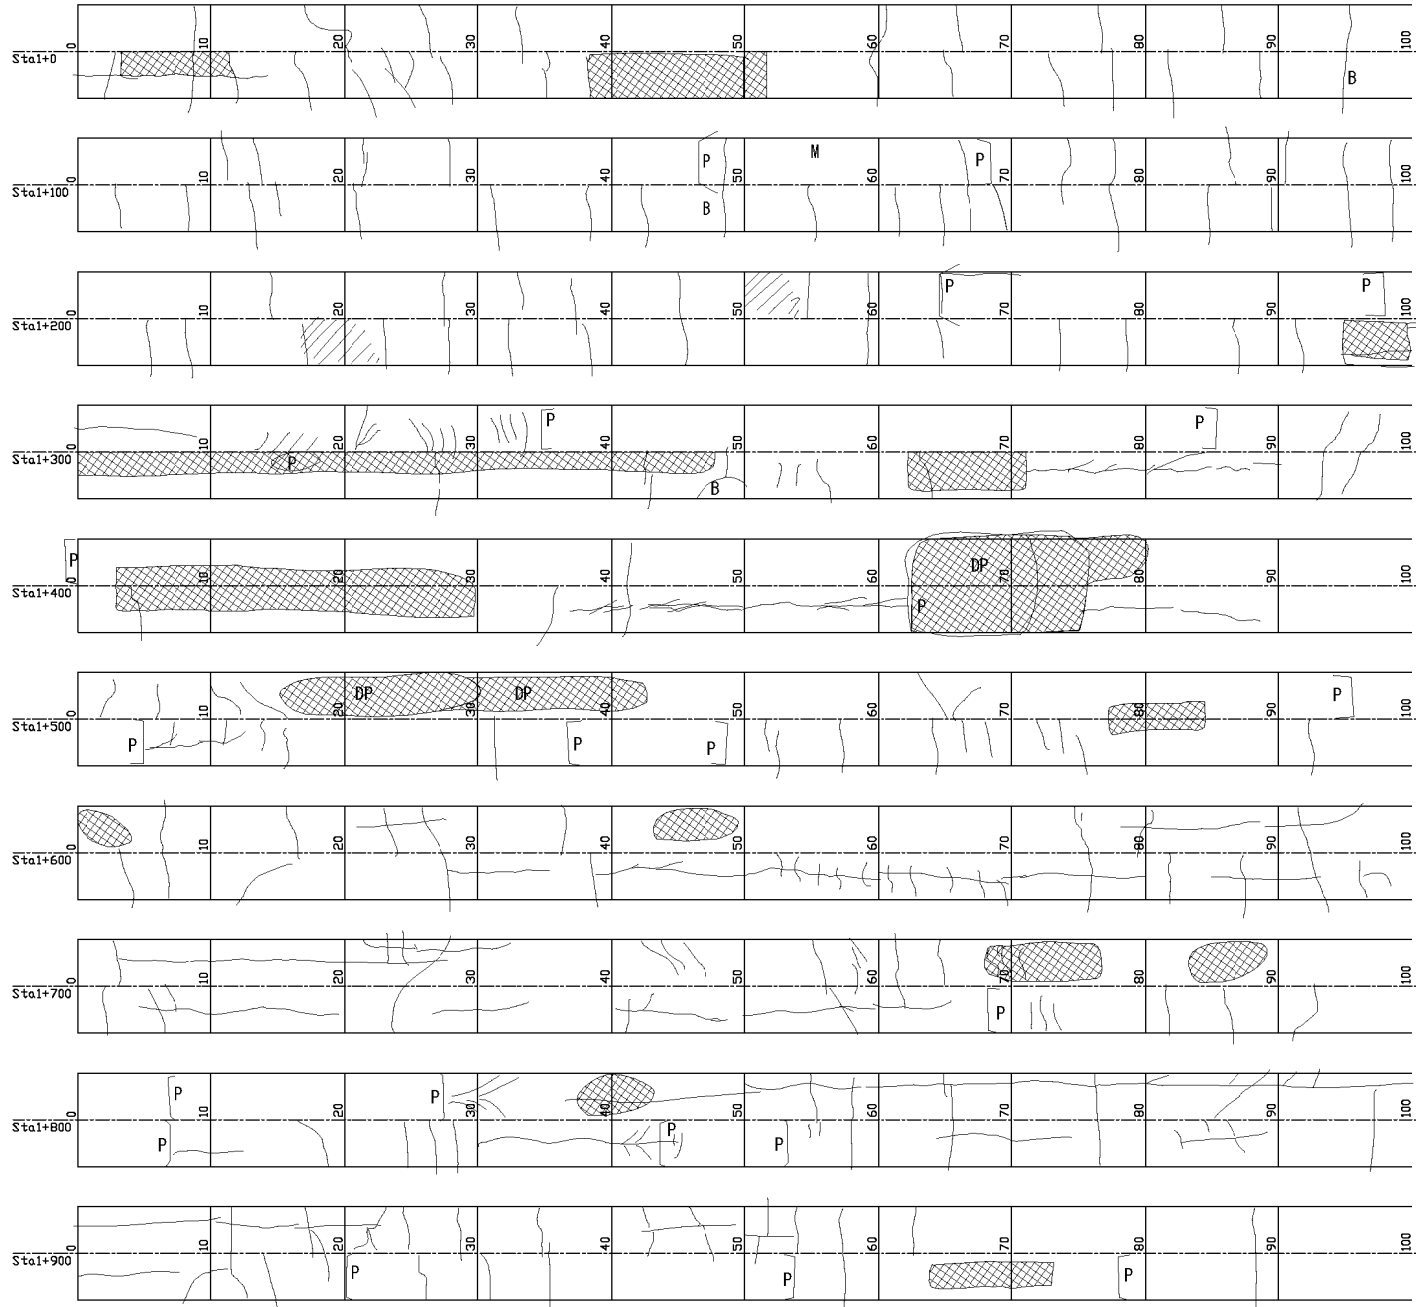 Sta1+0 0 10 20 30 40 50 60 70 80 90 100
B
P M P
Sta1+100 0 10 20 30 40 50 60 70 80 90 100
B
P P
Sta1+200 0 10 20 30 40 50 60 70 80 90 100
P P
Sta1+300 0 10 20 30 40 50 60 70 80 90 100
P
B
P DP
Sta1+400 0 10 20 30 40 50 60 70 80 90 100
P
DP DP P
Sta1+500 0 10 20 30 40 50 60 70 80 90 100
P P P
Sta1+600 0 10 20 30 40 50 60 70 80 90 100
Sta1+700 0 10 20 30 40 50 60 70 80 90 100
P
P P
Sta1+800 0 10 20 30 40 50 60 70 80 90 100
P P P
Sta1+900 0 10 20 30 40 50 60 70 80 90 100
P P P